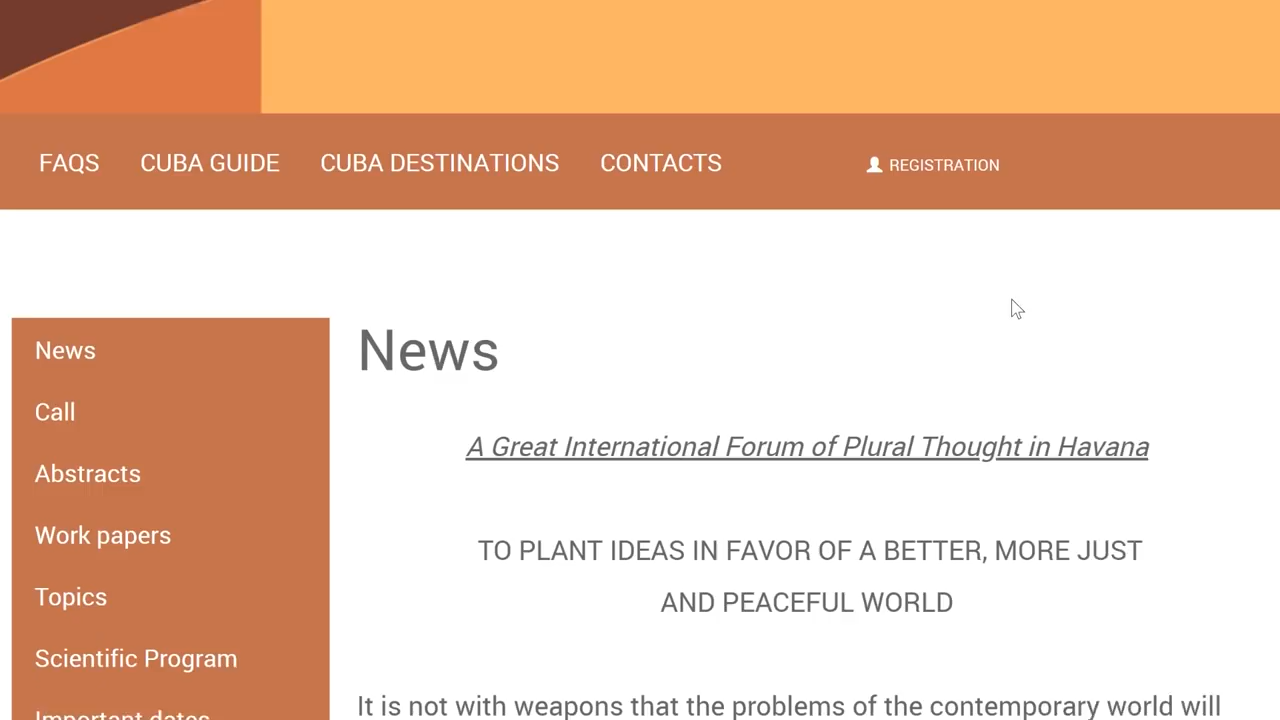 FAQS CUBA GUIDE CUBA DESTINATIONS CONTACTS REGISTRATION
News
Call
Abstracts
Work papers
Topics
Scientific Program
Important dates
News
A Great International Forum of Plural Thought in Havana
TO PLANT IDEAS IN FAVOR OF A BETTER, MORE JUST
AND PEACEFUL WORLD
It is not with weapons that the problems of the contemporary world will